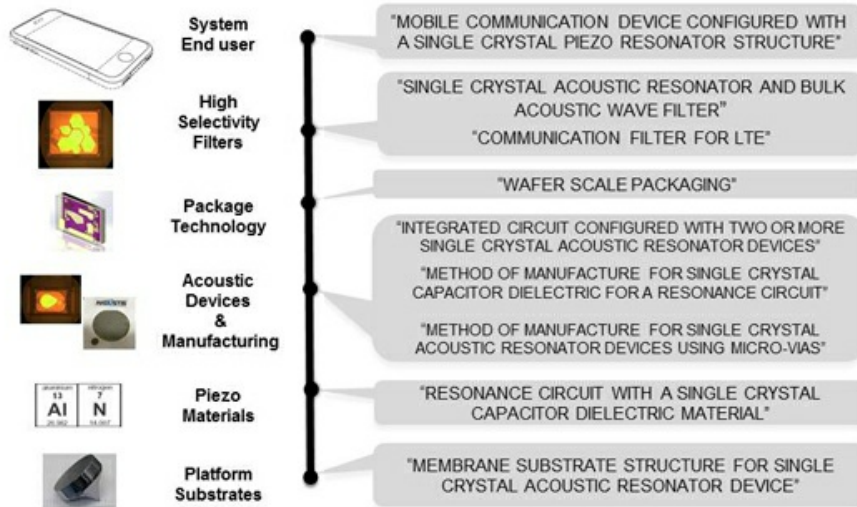 System
End user
"MOBILE COMMUNICATION DEVICE CONFIGURED WITH
A SINGLE CRYSTAL PIEZO RESONATOR STRUCTURE"
High
Selectivity
Filters
"SINGLE CRYSTAL ACOUSTIC RESONATOR AND BULK
ACOUSTIC WAVE FILTER"
"COMMUNICATION FILTER FOR LTE"
Package
Technology
"WAFER SCALE PACKAGING"
Acoustic
Devices
&
Manufacturing
"INTEGRATED CIRCUIT CONFIGURED WITH TWO OR MORE
SINGLE CRYSTAL ACOUSTIC RESONATOR DEVICES"
"METHOD OF MANUFACTURE FOR SINGLE CRYSTAL
CAPACITOR DIELECTRIC FOR A RESONANCE CIRCUIT"
"METHOD OF MANUFACTURE FOR SINGLE CRYSTAL
ACOUSTIC RESONATOR DEVICES USING MICRO-VIAS"
aluminium nitrogen
13 7
Al N
Piezo
Materials
"RESONANCE CIRCUIT WITH A SINGLE CRYSTAL
CAPACITOR DIELECTRIC MATERIAL"
Platform
Substrates
"MEMBRANE SUBSTRATE STRUCTURE FOR SINGLE
CRYSTAL ACOUSTIC RESONATOR DEVICE"